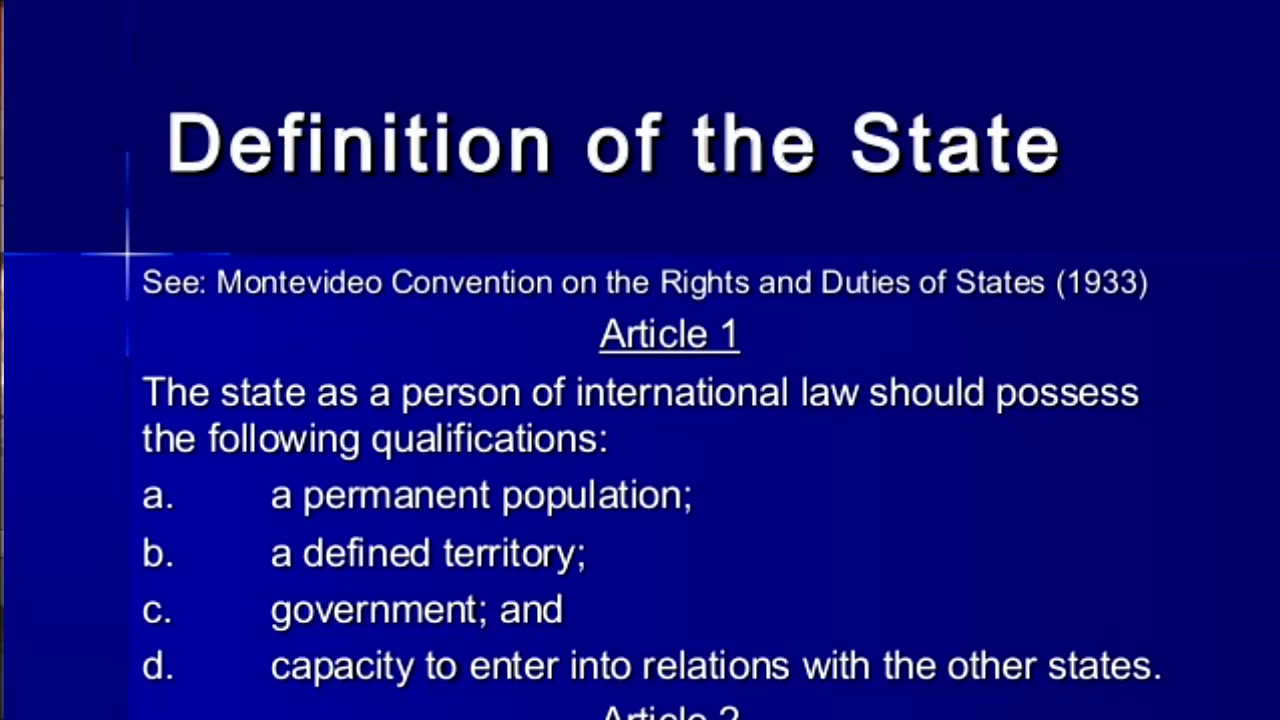 Definition of the State
See: Montevideo Convention on the Rights and Duties of States (1933)
Article 1
The state as a person of international law should possess
the following qualifications:
a. a permanent population;
b. a defined territory;
c. government; and
d. capacity to enter into relations with the other states.
Article 2